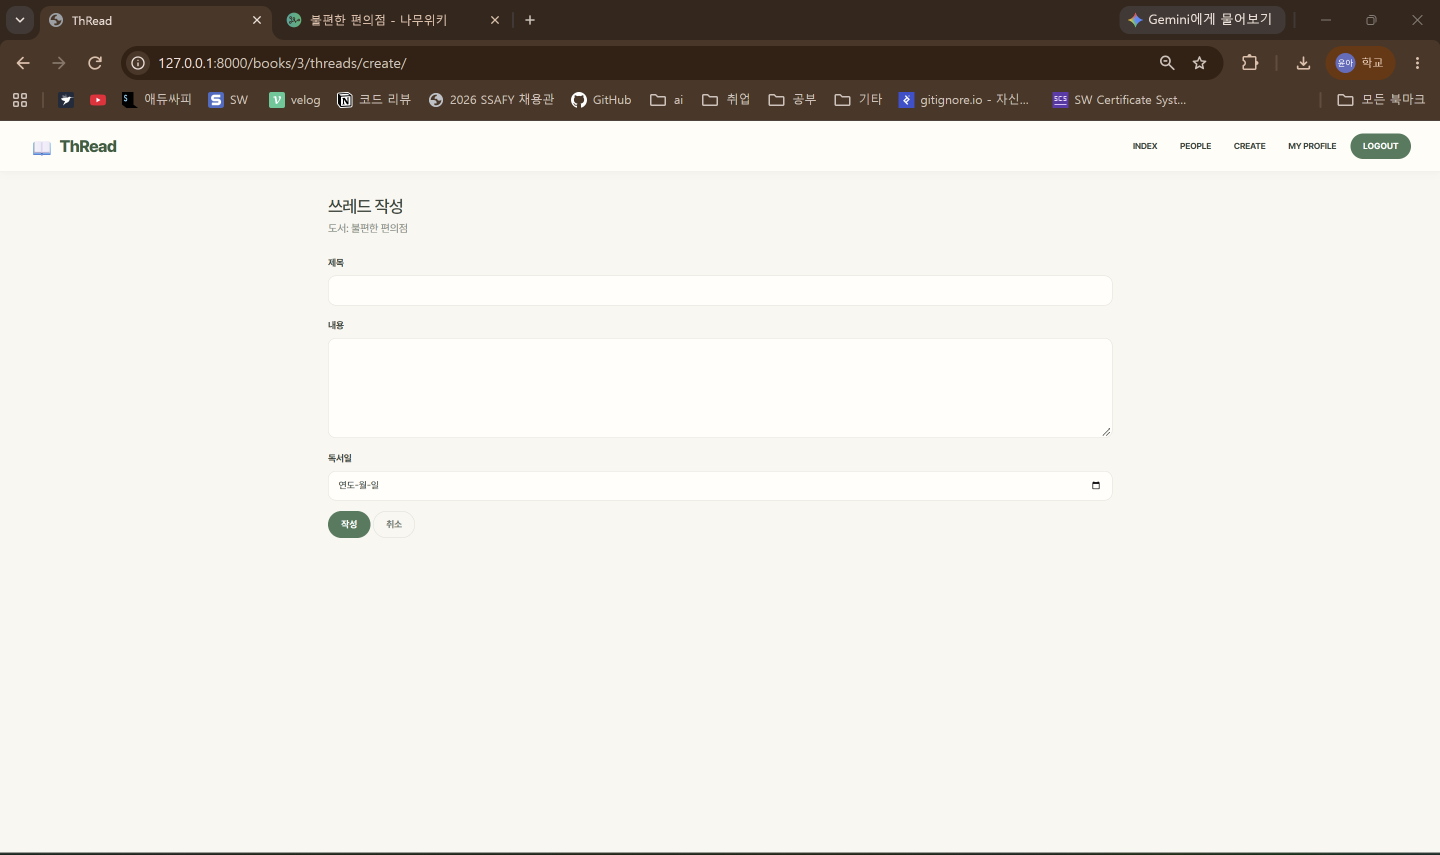 ThRead
불편한 편의점 - 나무위키
Gemini에게 물어보기
127.0.0.1:8000/books/3/threads/create/
윤아 학교
애듀싸피
SW
velog
코드 리뷰
2026 SSAFY 채용관
GitHub
ai
취업
공부
기타
gitignore.io - 자신...
SCS
SW Certificate Syst...
모든 북마크
ThRead
INDEX
PEOPLE
CREATE
MY PROFILE
LOGOUT
쓰레드 작성
도서: 불편한 편의점
제목
내용
독서일
연도-월-일
작성
취소